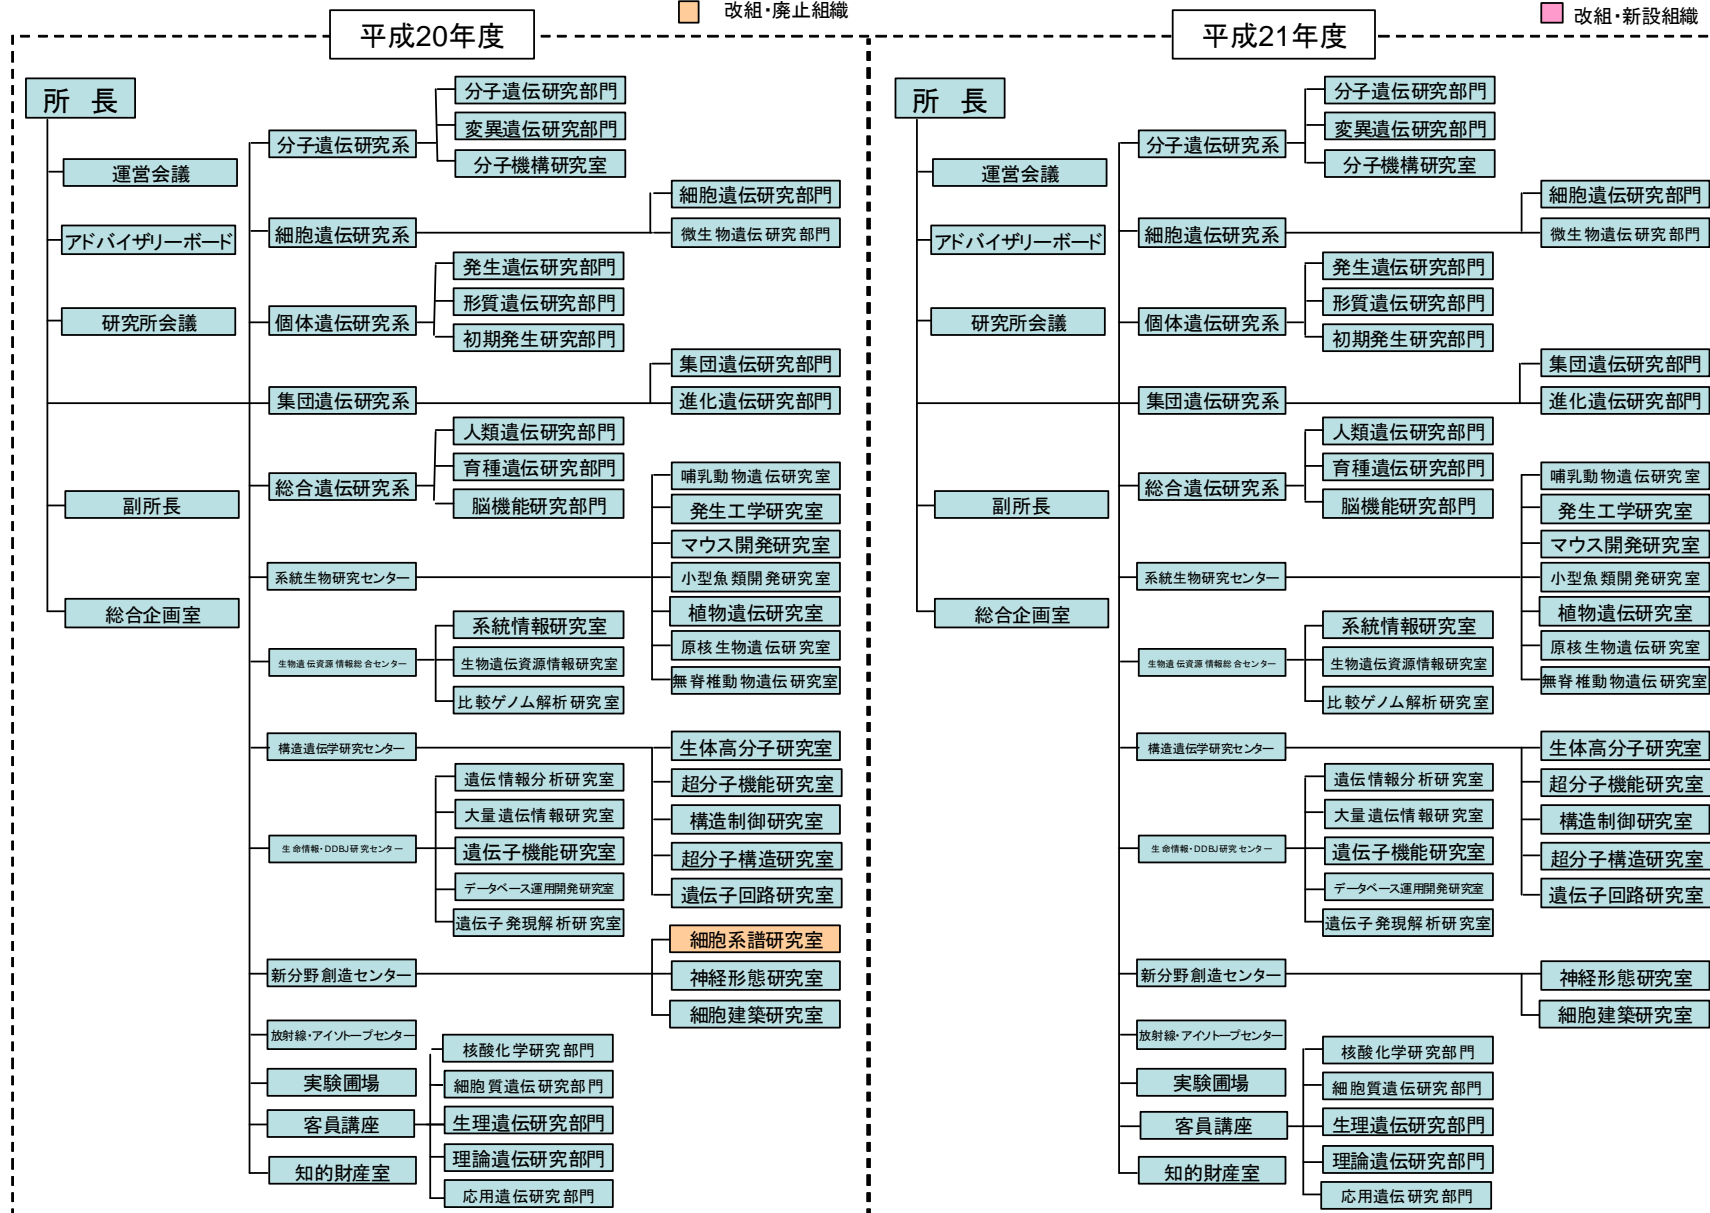 改組・廃止組織
平成20年度
所 長
運営会議
アドバイザリーボード
研究所会議
副所長
総合企画室
分子遺伝研究系
分子遺伝研究部門
変異遺伝研究部門
分子機構研究室
細胞遺伝研究系
細胞遺伝研究部門
微生物遺伝研究部門
個体遺伝研究系
発生遺伝研究部門
形質遺伝研究部門
初期発生研究部門
集団遺伝研究系
集団遺伝研究部門
進化遺伝研究部門
総合遺伝研究系
人類遺伝研究部門
育種遺伝研究部門
脳機能研究部門
系統生物研究センター
哺乳動物遺伝研究室
発生工学研究室
マウス開発研究室
小型魚類開発研究室
植物遺伝研究室
原核生物遺伝研究室
無脊椎動物遺伝研究室
生物遺伝資源情報総合センター
系統情報研究室
生物遺伝資源情報研究室
比較ゲノム解析研究室
構造遺伝学研究センター
生体高分子研究室
超分子機能研究室
構造制御研究室
超分子構造研究室
遺伝子回路研究室
生命情報・DDBJ研究センター
遺伝情報分析研究室
大量遺伝情報研究室
遺伝子機能研究室
データベース運用開発研究室
遺伝子発現解析研究室
新分野創造センター
細胞系譜研究室
神経形態研究室
細胞建築研究室
放射線・アイソトープセンター
実験圃場
客員講座
核酸化学研究部門
細胞質遺伝研究部門
生理遺伝研究部門
理論遺伝研究部門
応用遺伝研究部門
知的財産室
改組・新設組織
平成21年度
所 長
運営会議
アドバイザリーボード
研究所会議
副所長
総合企画室
分子遺伝研究系
分子遺伝研究部門
変異遺伝研究部門
分子機構研究室
細胞遺伝研究系
細胞遺伝研究部門
微生物遺伝研究部門
個体遺伝研究系
発生遺伝研究部門
形質遺伝研究部門
初期発生研究部門
集団遺伝研究系
集団遺伝研究部門
進化遺伝研究部門
総合遺伝研究系
人類遺伝研究部門
育種遺伝研究部門
脳機能研究部門
系統生物研究センター
哺乳動物遺伝研究室
発生工学研究室
マウス開発研究室
小型魚類開発研究室
植物遺伝研究室
原核生物遺伝研究室
無脊椎動物遺伝研究室
生物遺伝資源情報総合センター
系統情報研究室
生物遺伝資源情報研究室
比較ゲノム解析研究室
構造遺伝学研究センター
生体高分子研究室
超分子機能研究室
構造制御研究室
超分子構造研究室
遺伝子回路研究室
生命情報・DDBJ研究センター
遺伝情報分析研究室
大量遺伝情報研究室
遺伝子機能研究室
データベース運用開発研究室
遺伝子発現解析研究室
新分野創造センター
神経形態研究室
細胞建築研究室
放射線・アイソトープセンター
実験圃場
客員講座
核酸化学研究部門
細胞質遺伝研究部門
生理遺伝研究部門
理論遺伝研究部門
応用遺伝研究部門
知的財産室